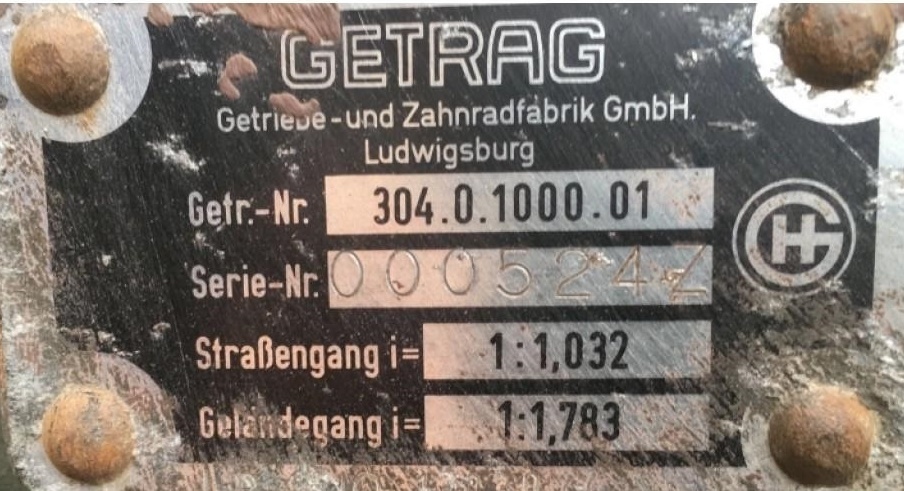 GETRAG
Getriebe-und Zahnradfabrik GmbH.
Ludwigsburg
Getr.-Nr. 304.0.1000.01
Serie-Nr.
Straßengang i= 1:1,032
Geländegang i= 1:1,783